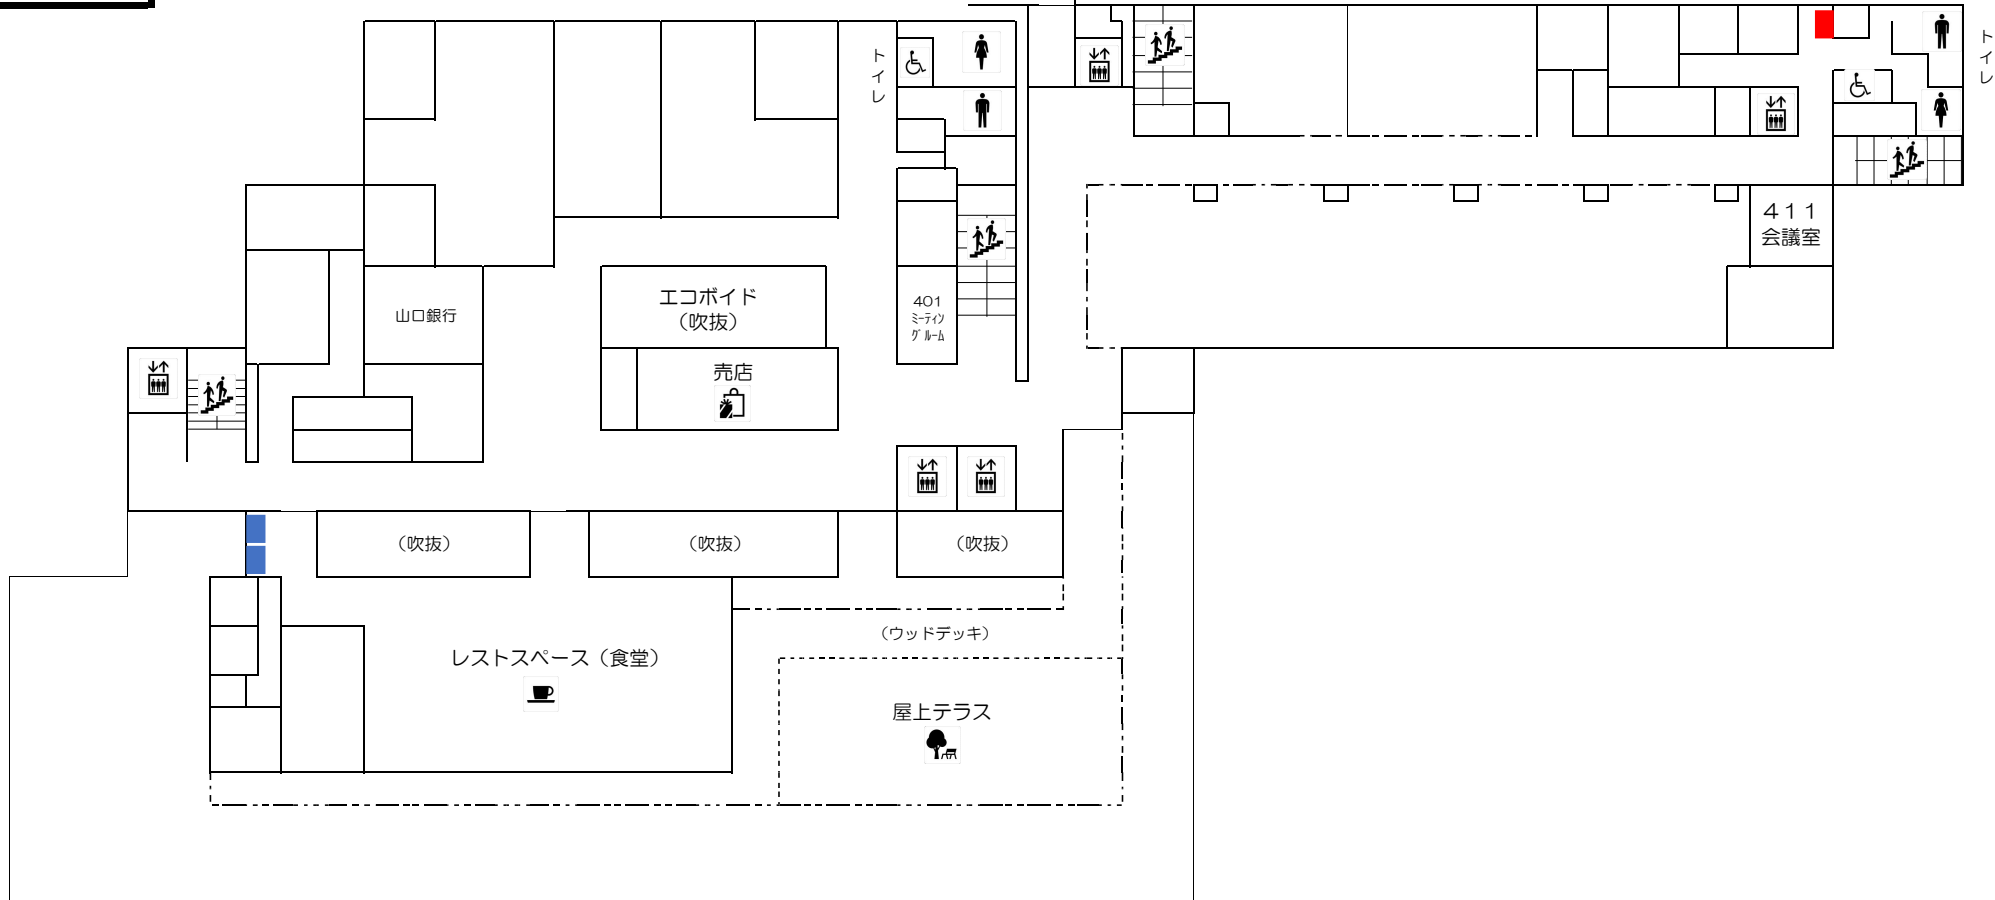 トイレ
トイレ
４１１
会議室
エコボイド
（吹抜）
401
ﾐｰﾃｨﾝ
ｸﾞﾙｰﾑ
山口銀行
売店
（吹抜）
（吹抜）
（吹抜）
（ウッドデッキ）
レストスペース（食堂）
屋上テラス